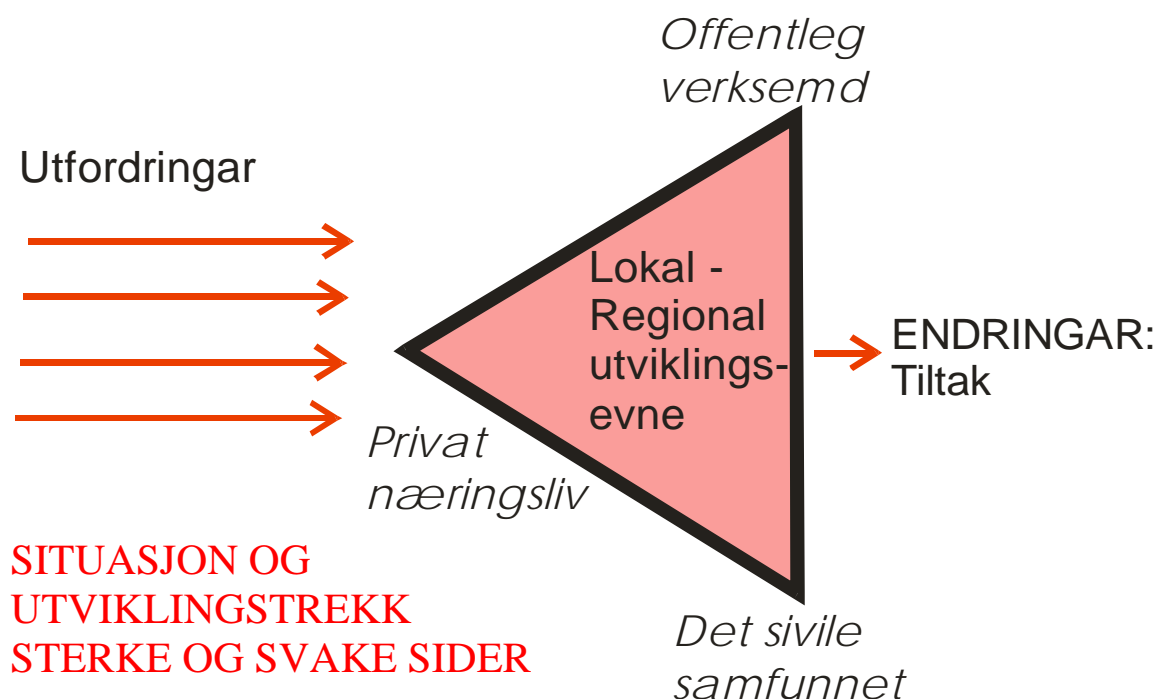 Offentleg
verksemd
Utfordringar
Lokal -
Regional
utviklings-
evne
ENDRINGAR:
Tiltak
Privat
næringsliv
SITUASJON OG
UTVIKLINGSTREKK
STERKE OG SVAKE SIDER
Det sivile
samfunnet